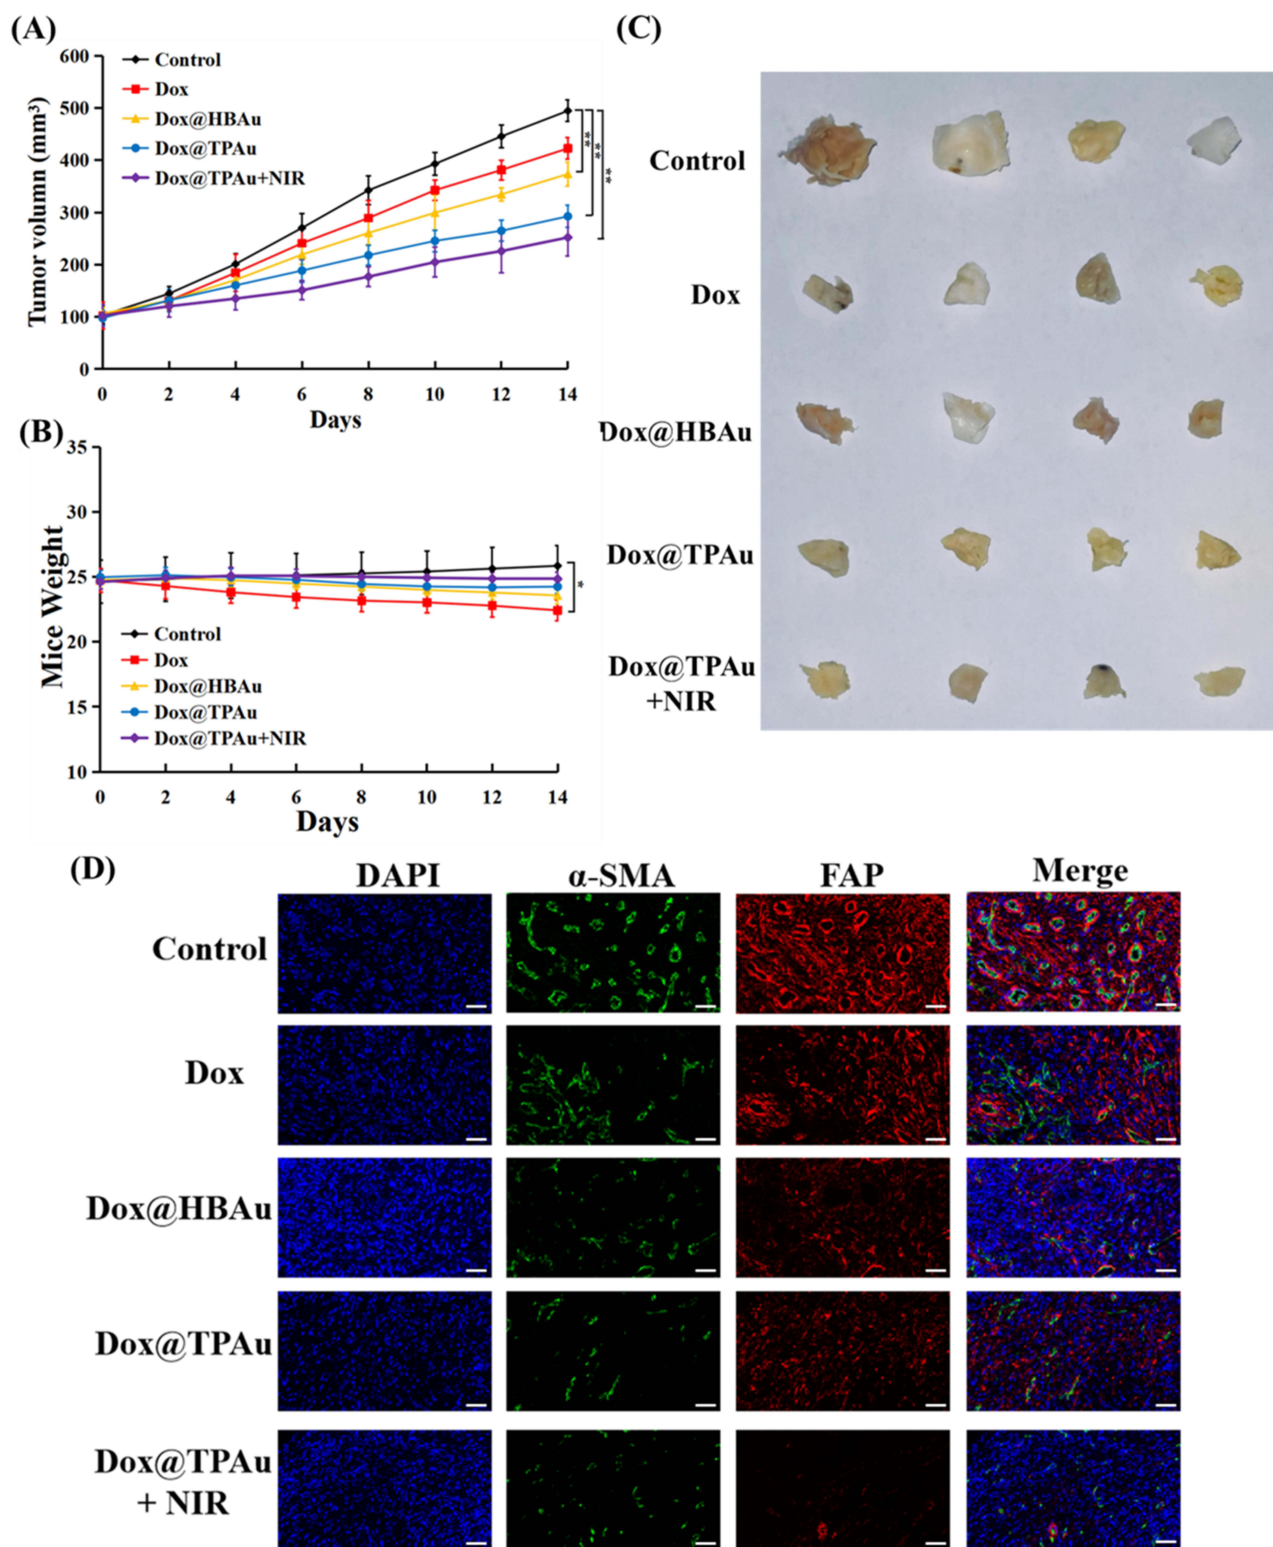 (A)
Tumor volumn (mm³)
600
500
400
300
200
100
0
Control
Dox
Dox@HBAu
Dox@TPAu
Dox@TPAu+NIR
**
**
**
0 2 4 6 8 10 12 14
Days
(B)
Mice Weight
35
30
25
20
15
10
*
Control
Dox
Dox@HBAu
Dox@TPAu
Dox@TPAu+NIR
0 2 4 6 8 10 12 14
Days
(C)
Control
Dox
Dox@HBAu
Dox@TPAu
Dox@TPAu
+NIR
(D)
DAPI α-SMA FAP Merge
Control
Dox
Dox@HBAu
Dox@TPAu
Dox@TPAu
+ NIR